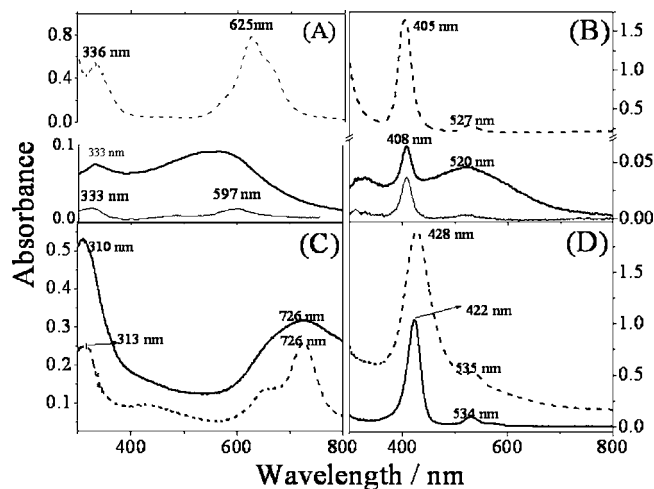 625nm
(A)
336 nm
0.8
0.4
0.0
333 nm
0.1
333 nm
597 nm
0.0
405 nm
(B)
1.5
1.0
527 nm
0.5
408 nm
520 nm
0.05
0.00
Absorbance
310 nm
(C)
0.5
0.4
313 nm
726 nm
0.3
726 nm
0.2
0.1
428 nm
(D)
1.5
422 nm
1.0
535 nm
0.5
534 nm
0.0
400
600
800
400
600
800
Wavelength / nm